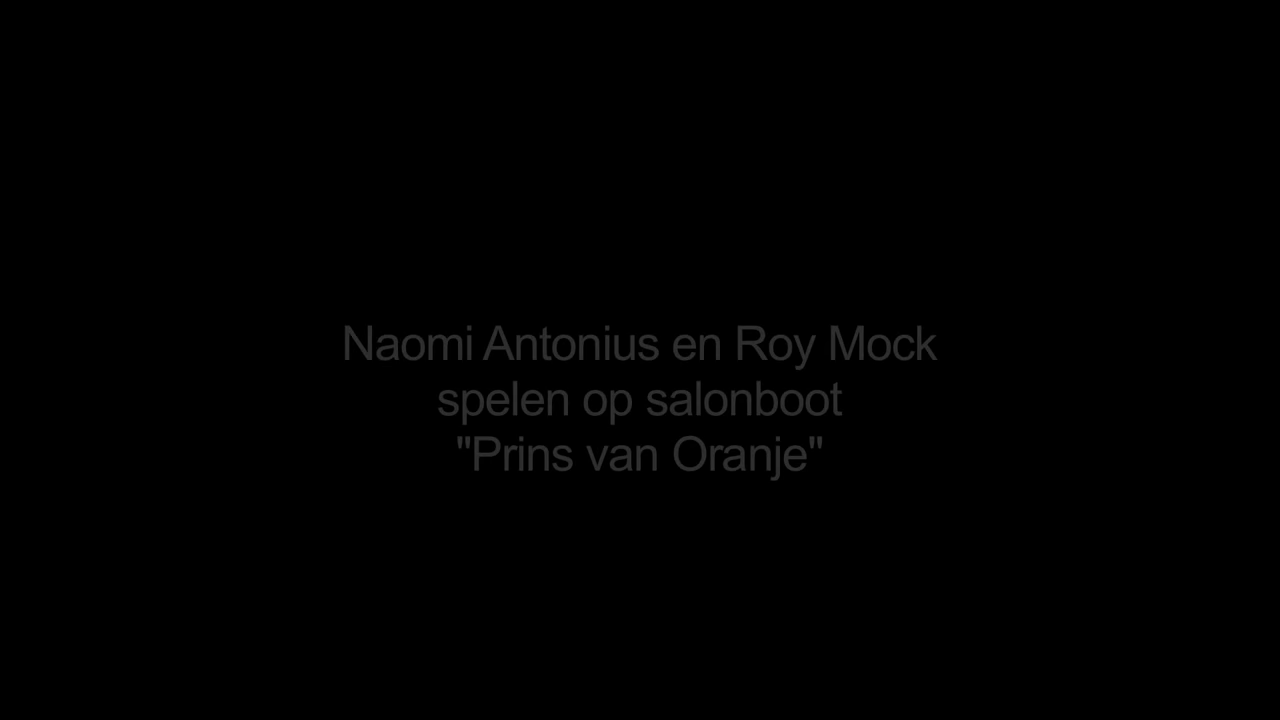 Naomi Antonius en Roy Mock
spelen op salonboot
"Prins van Oranje"